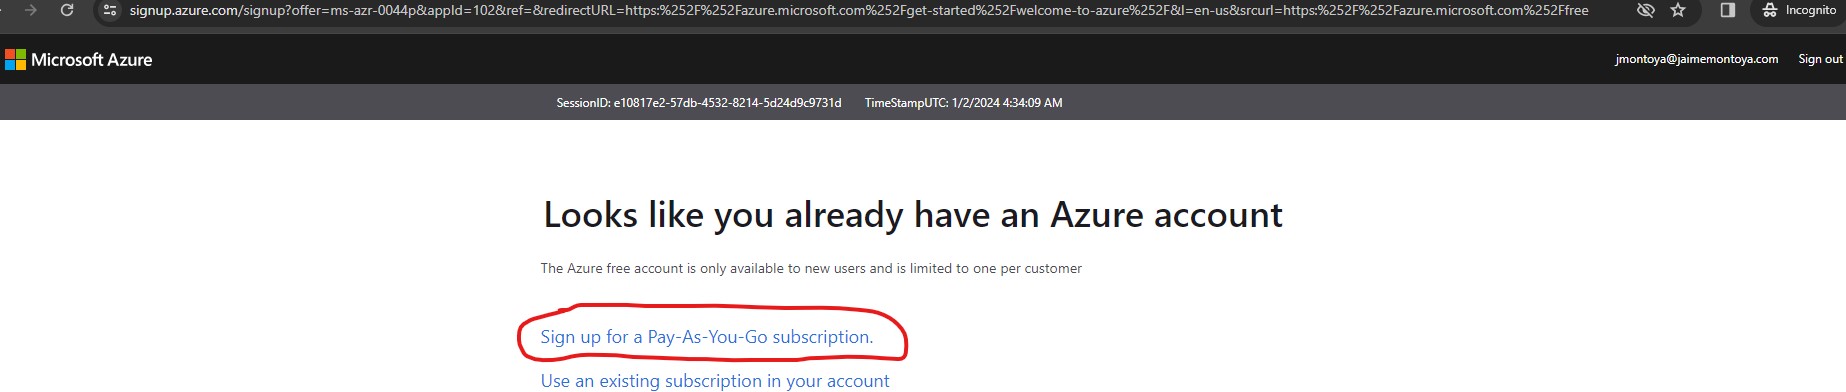 signup.azure.com/signup?offer=ms-azr-0044p&appId=102&ref=&redirectURL=https:%252F%252Fazure.microsoft.com%252Fget-started%252Fwelcome-to-azure%252F&l=en-us&srcurl=https:%252F%252Fazure.microsoft.com%252Ffree Incognito
Microsoft Azure jmontoya@jaimemontoya.com Sign out
SessionID: e10817e2-57db-4532-8214-5d24d9c9731d TimeStampUTC: 1/2/2024 4:34:09 AM
Looks like you already have an Azure account
The Azure free account is only available to new users and is limited to one per customer
Sign up for a Pay-As-You-Go subscription.
Use an existing subscription in your account